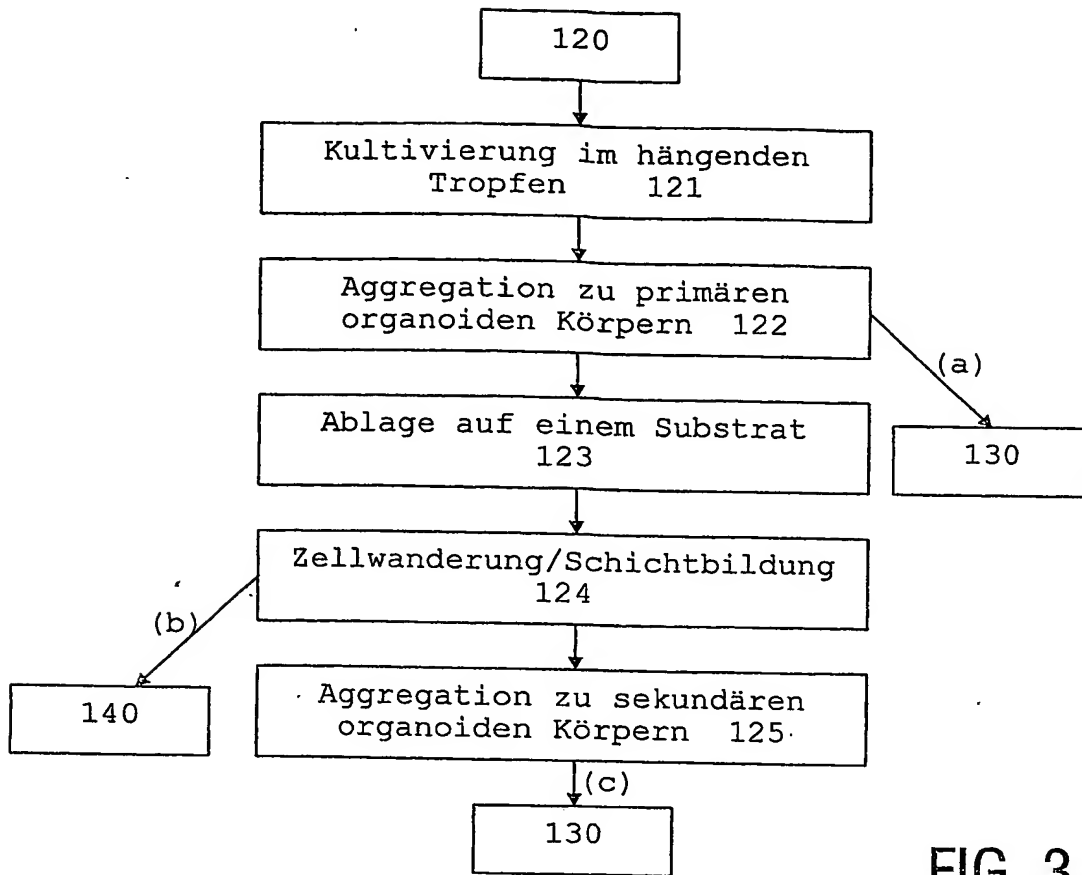 120
Kultivierung im hängenden
Tropfen 121
Aggregation zu primären
organoiden Körpern 122
(a)
Ablage auf einem Substrat
123
130
Zellwanderung/Schichtbildung
124
(b)
140
Aggregation zu sekundären
organoiden Körpern 125
(c)
130
FIG. 3